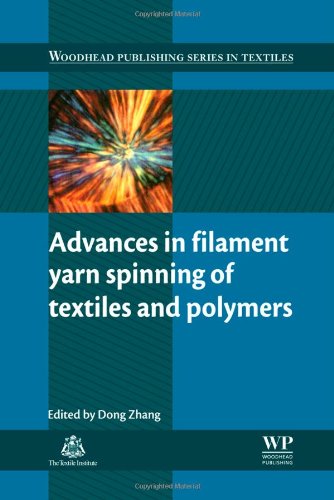 WOODHEAD PUBLISHING SERIES IN TEXTILES
Advances in filament
yarn spinning of
textiles and polymers
Edited by Dong Zhang
The Textile Institute
WP
WOODHEAD
PUBLISHING